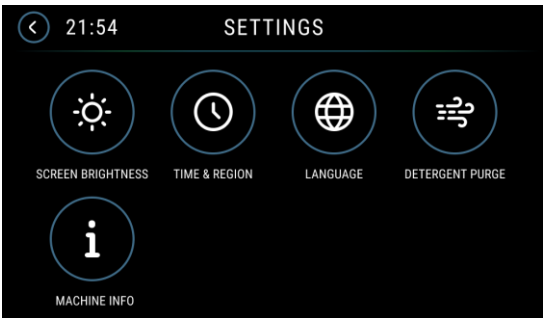 21:54 SETTINGS
SCREEN BRIGHTNESS TIME & REGION LANGUAGE DETERGENT PURGE
MACHINE INFO